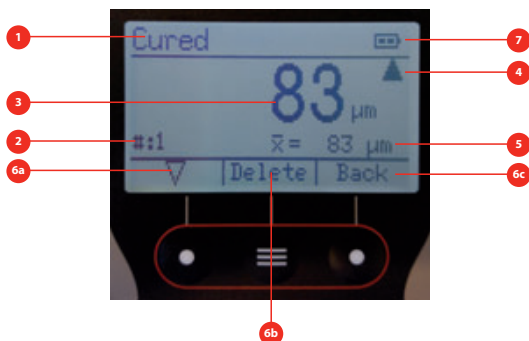 1 Cured 7
4
3 83 µm
2 #:1 x̄= 83 µm 5
6a Delete Back 6c
6b